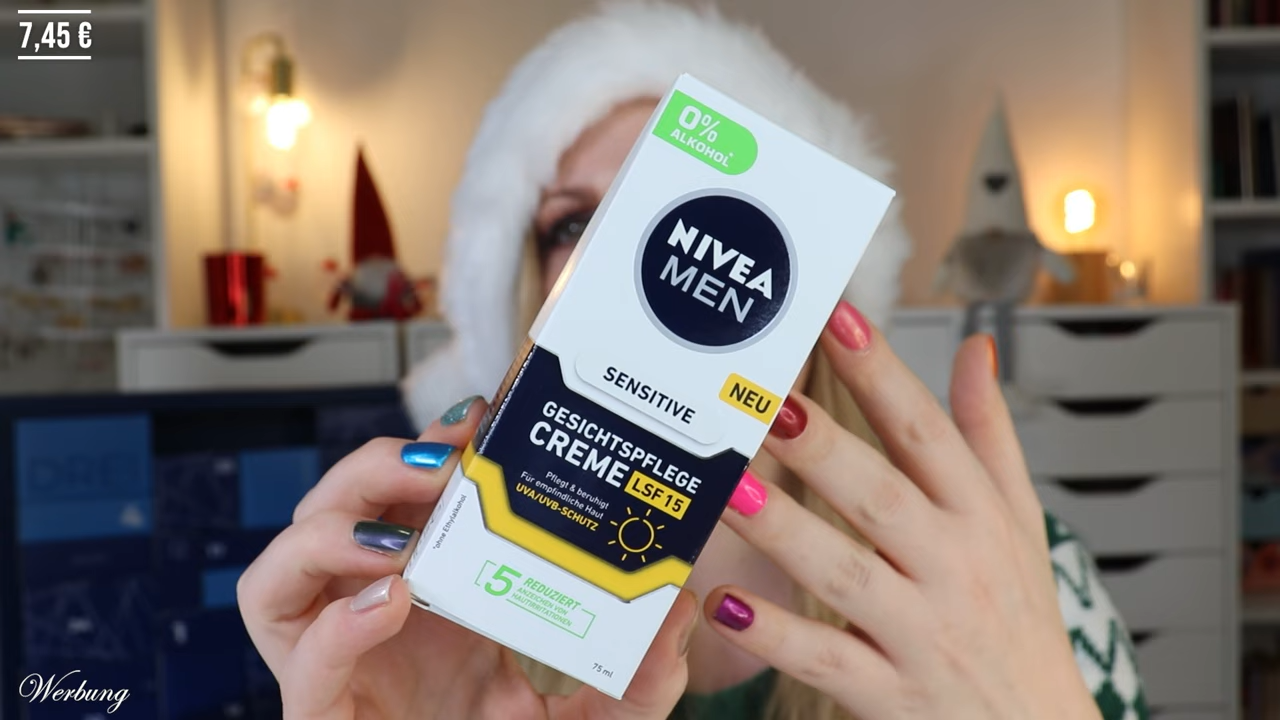 7,45 €
0%
ALKOHOL*
NIVEA
MEN
SENSITIVE
NEU
GESICHTSPFLEGE
CREME LSF 15
Pflegt & beruhigt
Für empfindliche Haut
UVA/UVB-SCHUTZ
*ohne Ethylalkohol
5 REDUZIERT
ANZEICHEN VON
HAUTIRRITATIONEN
75 ml
Werbung